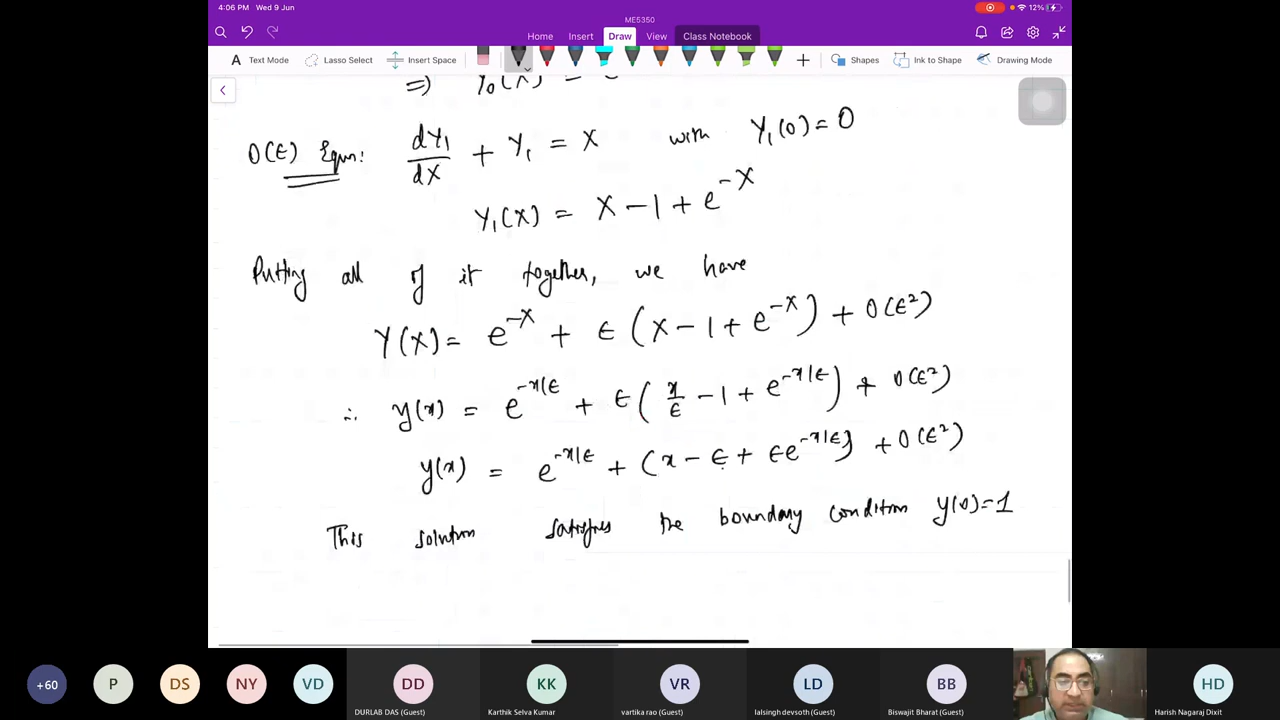 4:06 PM Wed 9 Jun
12%
ME5350
Home Insert Draw View Class Notebook
Text Mode Lasso Select Insert Space Shapes Ink to Shape Drawing Mode
=> Y₀(X) =
O(ε) Eqn: dY₁/dX + Y₁ = X with Y₁(0) = 0
Y₁(X) = X − 1 + e^{−X}
Putting all of it together, we have
Y(X) = e^{−X} + ε (X − 1 + e^{−X}) + O(ε²)
∴ y(x) = e^{−x/ε} + ε (x/ε − 1 + e^{−x/ε}) + O(ε²)
y(x) = e^{−x/ε} + (x − ε + εe^{−x/ε}) + O(ε²)
This solution satisfies the boundary condition y(0)=1
+60 P DS NY VD DD KK VR LD BB HD
DURLAB DAS (Guest) Karthik Selva Kumar vartika rao (Guest) lalsingh devsoth (Guest) Biswajit Bharat (Guest) Harish Nagaraj Dixit